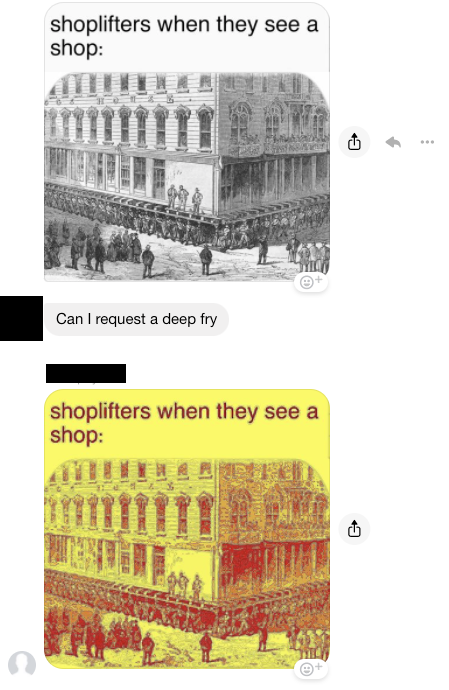 shoplifters when they see a
shop:
Can I request a deep fry
shoplifters when they see a
shop: